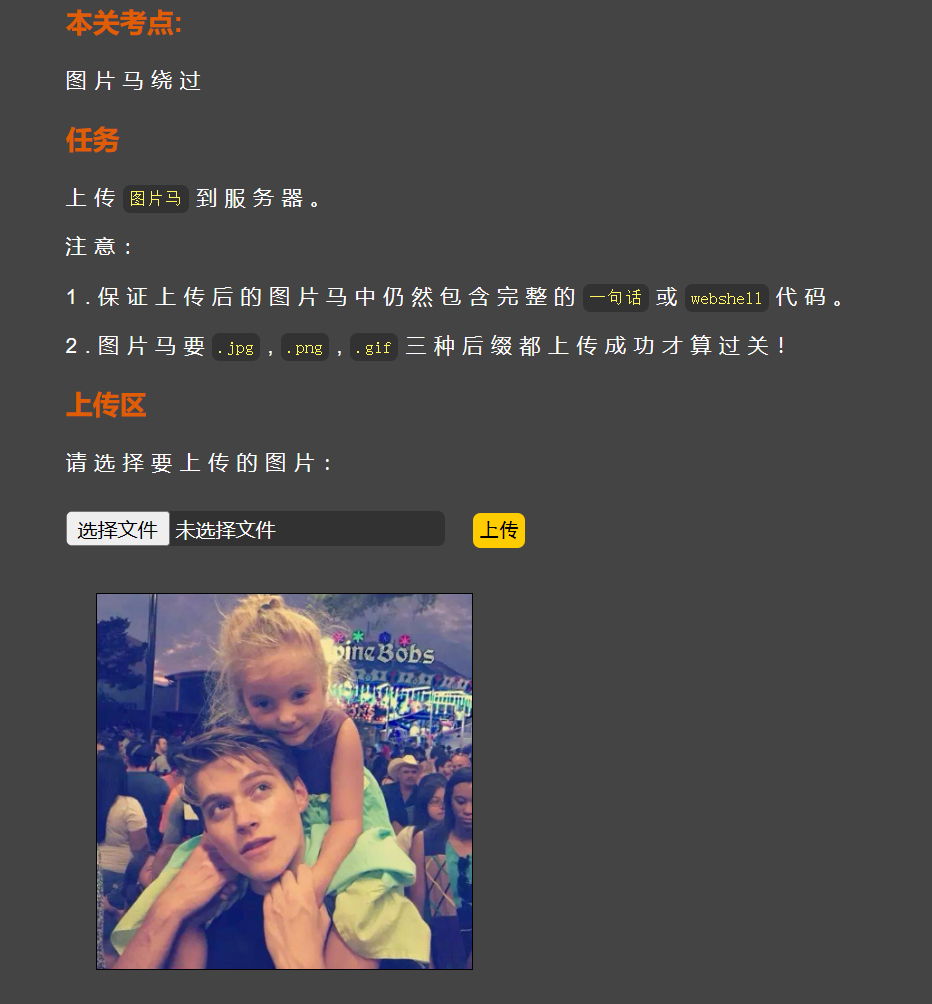 本关考点:
图片马绕过
任务
上传 图片马 到服务器。
注意：
1.保证上传后的图片马中仍然包含完整的 一句话 或 webshell 代码。
2.图片马要 .jpg , .png , .gif 三种后缀都上传成功才算过关！
上传区
请选择要上传的图片：
选择文件 未选择文件 上传
pineBobs